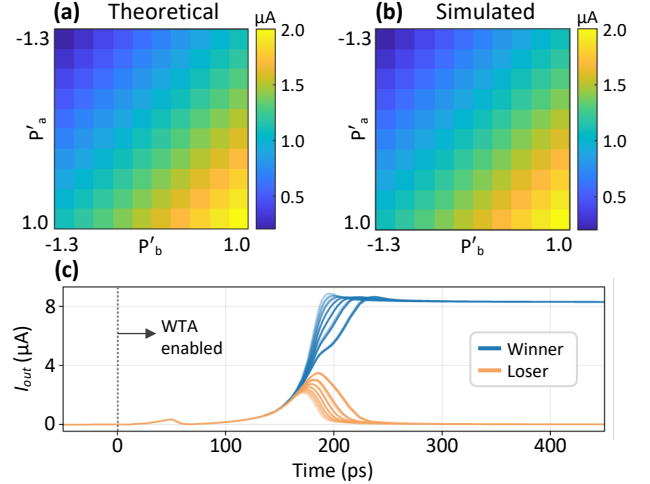 (a) Theoretical μA
-1.3
2.0
1.5
1.0
0.5
P′a
1.0
-1.3 P′b 1.0
(b) Simulated μA
-1.3
2.0
1.5
1.0
0.5
P′a
1.0
-1.3 P′b 1.0
(c)
8
4
0
Iout (μA)
WTA
enabled
Winner
Loser
0 100 200 300 400
Time (ps)